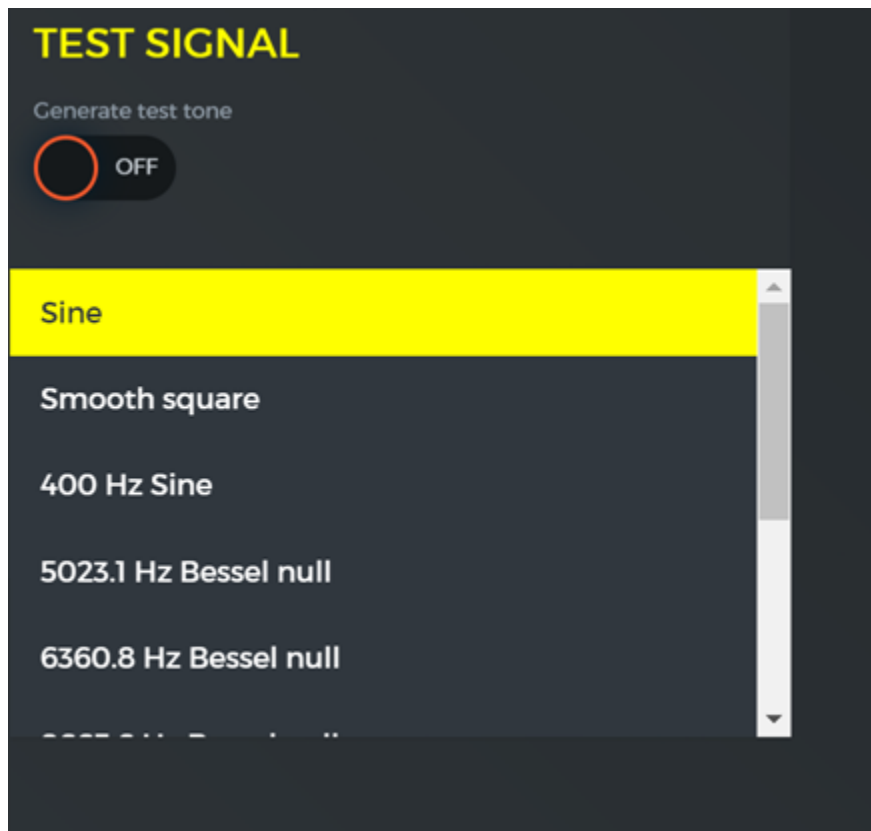 TEST SIGNAL
Generate test tone
OFF
Sine
Smooth square
400 Hz Sine
5023.1 Hz Bessel null
6360.8 Hz Bessel null